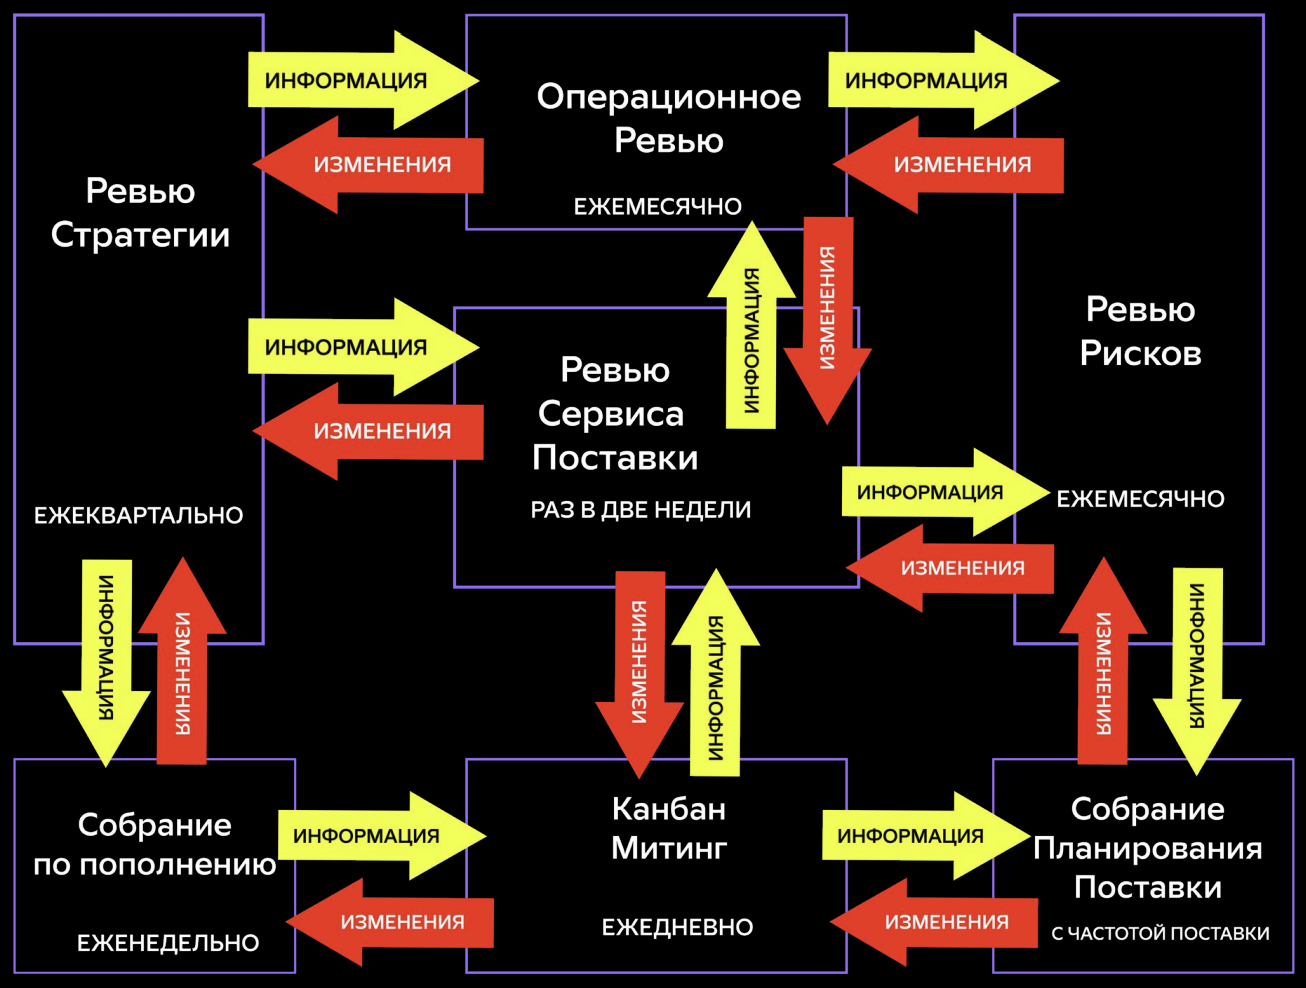 ИНФОРМАЦИЯ
ИЗМЕНЕНИЯ
Операционное
Ревью
ЕЖЕМЕСЯЧНО
ИНФОРМАЦИЯ
ИЗМЕНЕНИЯ
Ревью
Стратегии
ЕЖЕКВАРТАЛЬНО
ИНФОРМАЦИЯ
ИЗМЕНЕНИЯ
ИНФОРМАЦИЯ
ИЗМЕНЕНИЯ
Ревью
Сервиса
Поставки
РАЗ В ДВЕ НЕДЕЛИ
Ревью
Рисков
ЕЖЕМЕСЯЧНО
ИНФОРМАЦИЯ
ИЗМЕНЕНИЯ
ИНФОРМАЦИЯ
ИЗМЕНЕНИЯ
ИЗМЕНЕНИЯ
ИНФОРМАЦИЯ
ИЗМЕНЕНИЯ
ИНФОРМАЦИЯ
Собрание
по пополнению
ЕЖЕНЕДЕЛЬНО
ИНФОРМАЦИЯ
ИЗМЕНЕНИЯ
Канбан
Митинг
ЕЖЕДНЕВНО
ИНФОРМАЦИЯ
ИЗМЕНЕНИЯ
Собрание
Планирования
Поставки
С ЧАСТОТОЙ ПОСТАВКИ